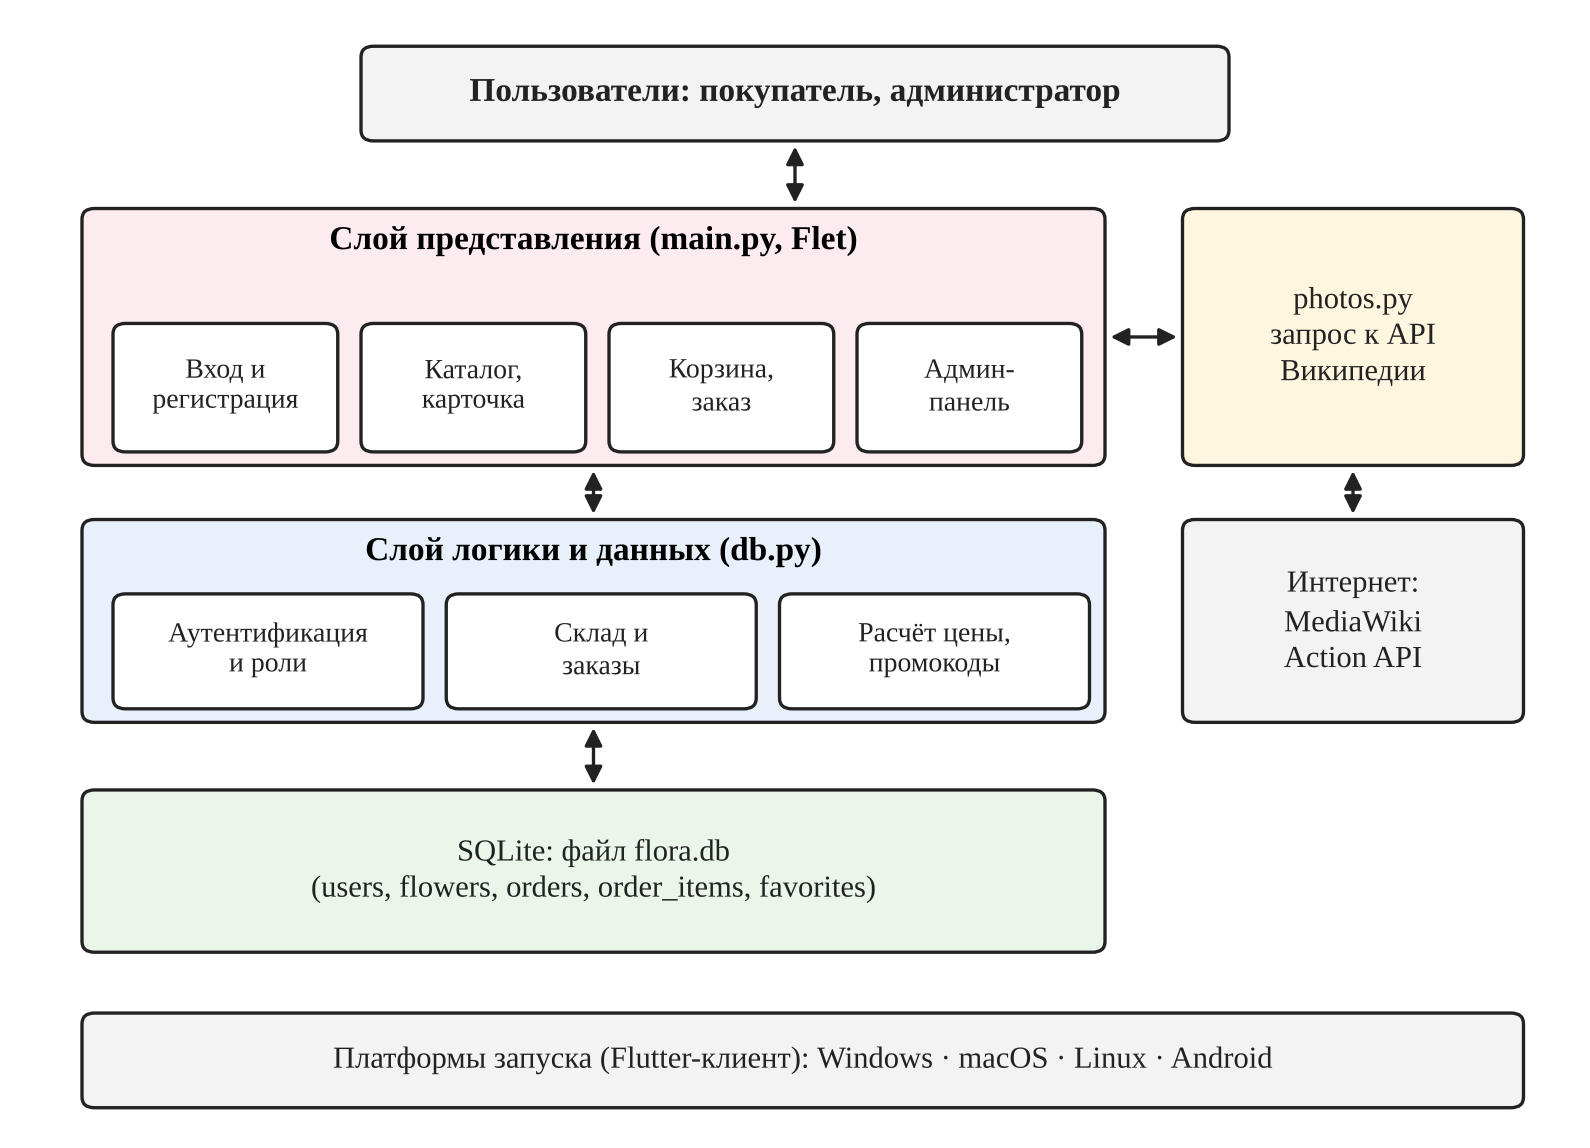 Пользователи: покупатель, администратор
Слой представления (main.py, Flet)
Вход и
регистрация
Каталог,
карточка
Корзина,
заказ
Админ-
панель
photos.py
запрос к API
Википедии
Слой логики и данных (db.py)
Аутентификация
и роли
Склад и
заказы
Расчёт цены,
промокоды
Интернет:
MediaWiki
Action API
SQLite: файл flora.db
(users, flowers, orders, order_items, favorites)
Платформы запуска (Flutter-клиент): Windows · macOS · Linux · Android